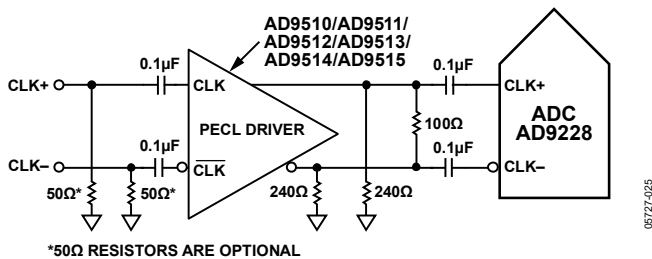 AD9510/AD9511/
AD9512/AD9513/
AD9514/AD9515
0.1µF
0.1µF
CLK+
CLK
CLK+
ADC
AD9228
PECL DRIVER
100Ω
0.1µF
0.1µF
CLK–
CLK
CLK–
50Ω*
50Ω*
240Ω
240Ω
*50Ω RESISTORS ARE OPTIONAL
05727-025